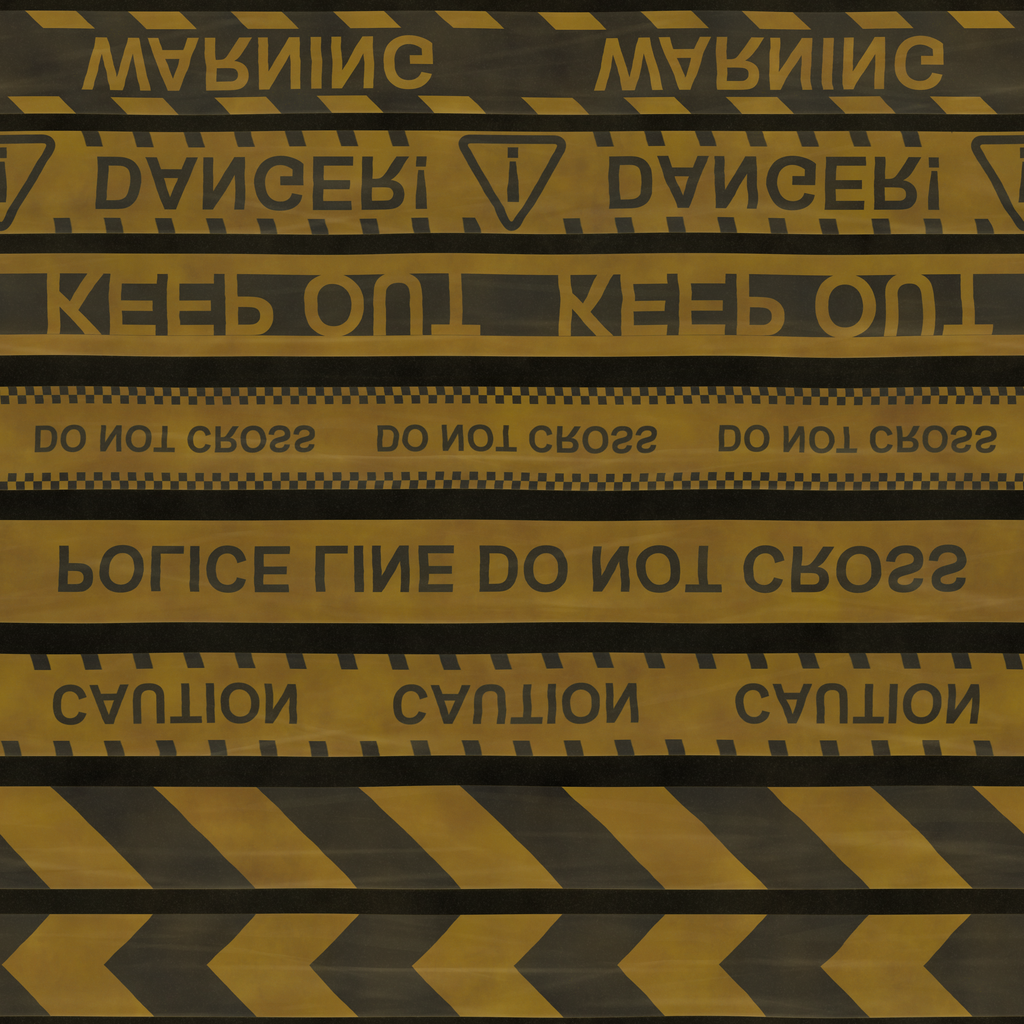 WARNING WARNING
DANGER! ! DANGER!
KEEP OUT KEEP OUT
DO NOT CROSS DO NOT CROSS DO NOT CROSS
POLICE LINE DO NOT CROSS
CAUTION CAUTION CAUTION